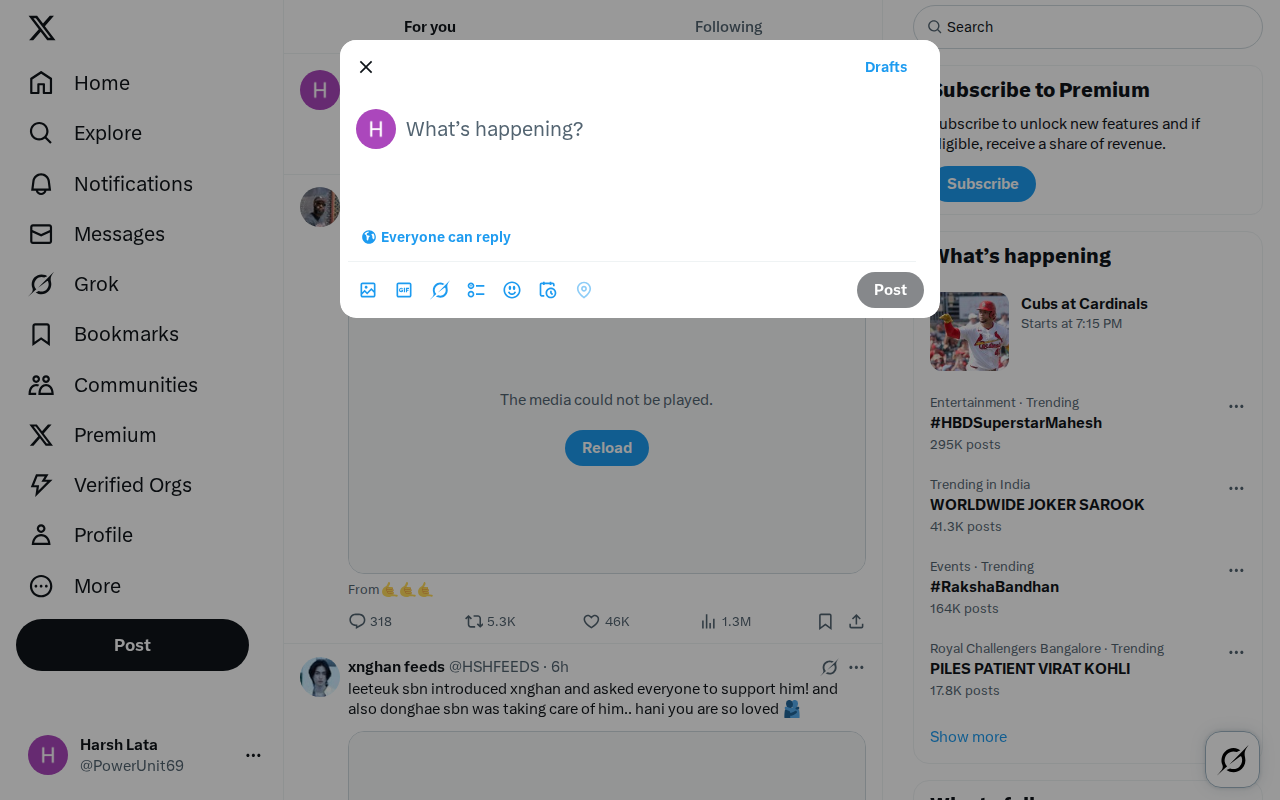 Home
Explore
Notifications
Messages
Grok
Bookmarks
Communities
Premium
Verified Orgs
Profile
More
Post
H
Harsh Lata
@PowerUnit69
For you
Following
H
Drafts
H
What's happening?
Everyone can reply
GIF
Post
The media could not be played.
Reload
From🤙🤙🤙
318
5.3K
46K
1.3M
xnghan feeds @HSHFEEDS · 6h
leeteuk sbn introduced xnghan and asked everyone to support him! and
also donghae sbn was taking care of him.. hani you are so loved 🫂
Search
Subscribe to Premium
ubscribe to unlock new features and if
ligible, receive a share of revenue.
Subscribe
What's happening
Cubs at Cardinals
Starts at 7:15 PM
Entertainment · Trending
#HBDSuperstarMahesh
295K posts
Trending in India
WORLDWIDE JOKER SAROOK
41.3K posts
Events · Trending
#RakshaBandhan
164K posts
Royal Challengers Bangalore · Trending
PILES PATIENT VIRAT KOHLI
17.8K posts
Show more